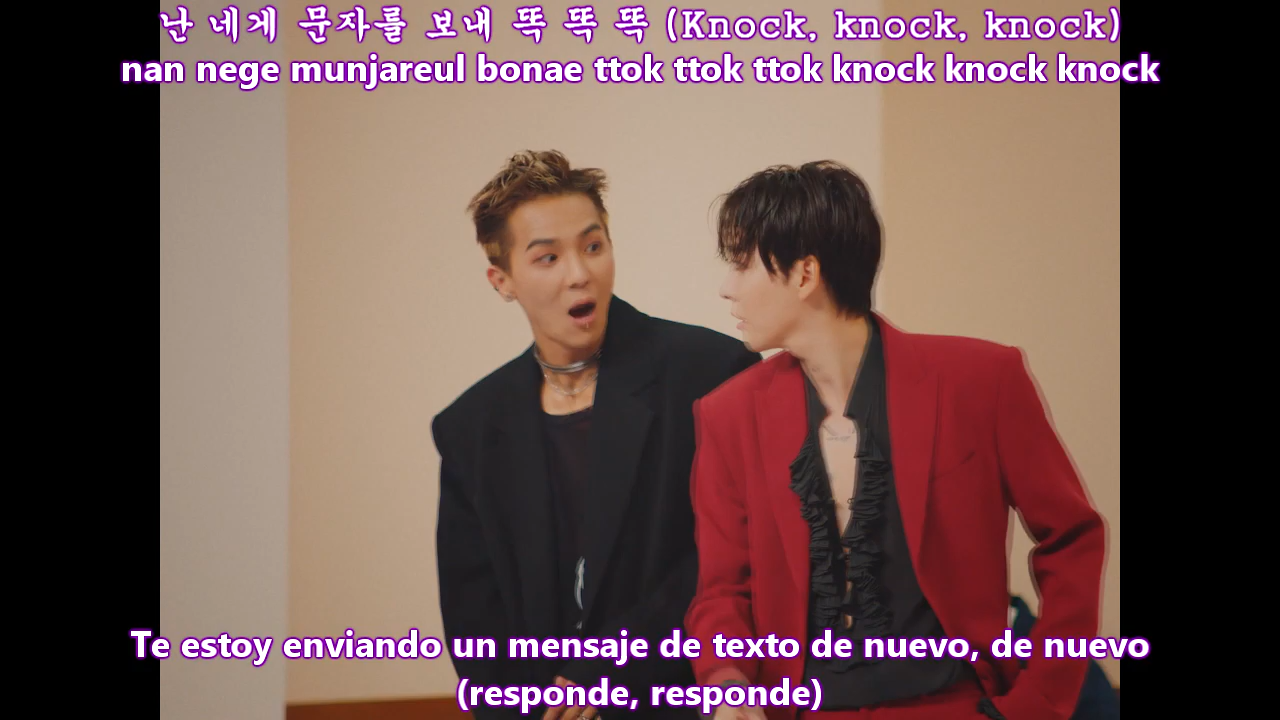 난 네게 문자를 보내 똑 똑 똑 (Knock, knock, knock)
nan nege munjareul bonae ttok ttok ttok knock knock knock
Te estoy enviando un mensaje de texto de nuevo, de nuevo
(responde, responde)